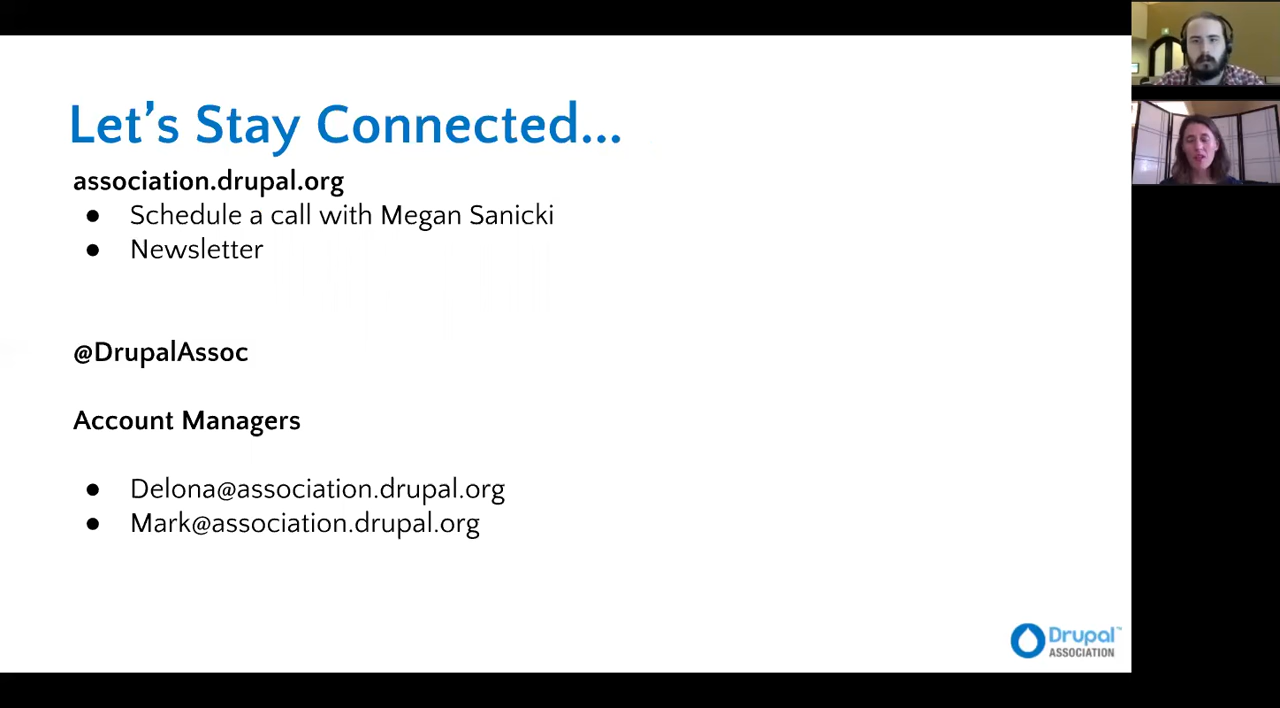 Let’s Stay Connected...
association.drupal.org
● Schedule a call with Megan Sanicki
● Newsletter
@DrupalAssoc
Account Managers
● Delona@association.drupal.org
● Mark@association.drupal.org
Drupal™
ASSOCIATION